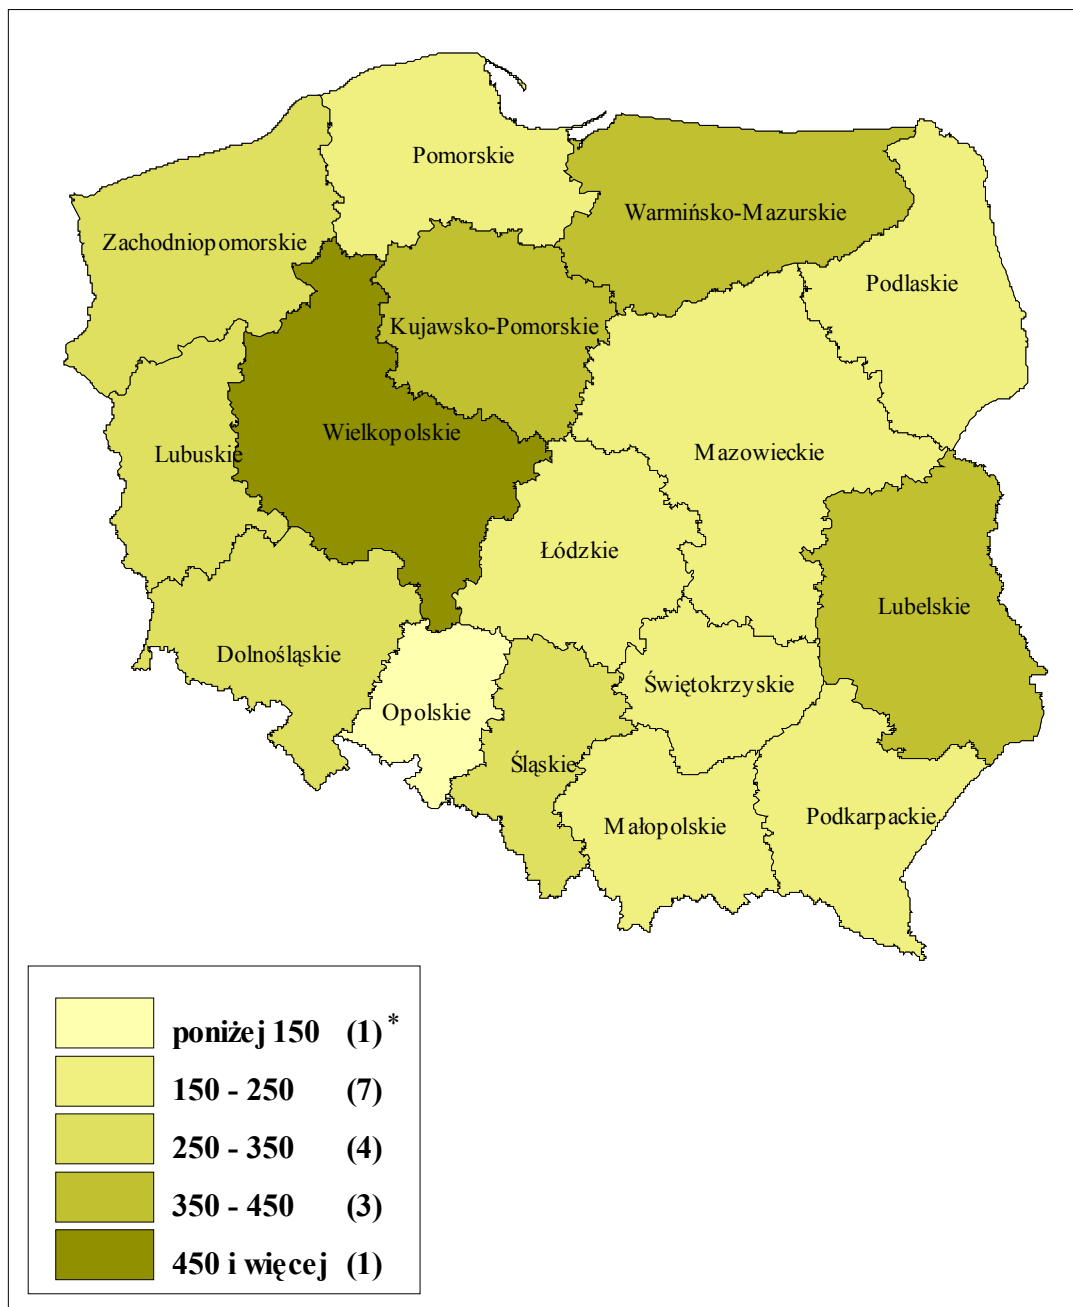 Pomorskie
Warmińsko-Mazurskie
Zachodniopomorskie
Podlaskie
Kujawsko-Pomorskie
Wielkopolskie
Lubuskie
Mazowieckie
Łódzkie
Lubelskie
Dolnośląskie
Świętokrzyskie
Opolskie
Śląskie
Podkarpackie
Małopolskie
poniżej 150 (1) *
150 - 250 (7)
250 - 350 (4)
350 - 450 (3)
450 i więcej (1)